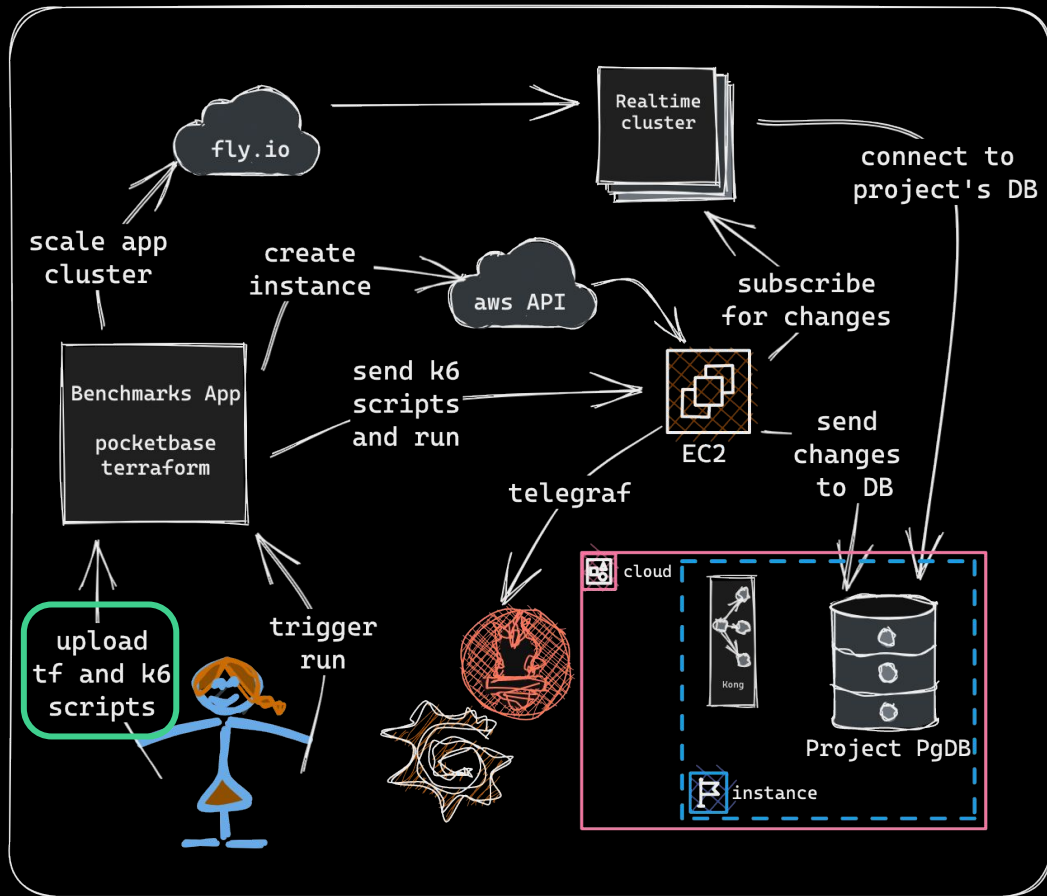 Realtime
cluster
fly.io
connect to
project's DB
scale app
cluster
create
instance
aws API
subscribe
for changes
Benchmarks App
pocketbase
terraform
send k6
scripts
and run
EC2
send
changes
to DB
telegraf
cloud
upload
tf and k6
scripts
trigger
run
Kong
Project PgDB
instance